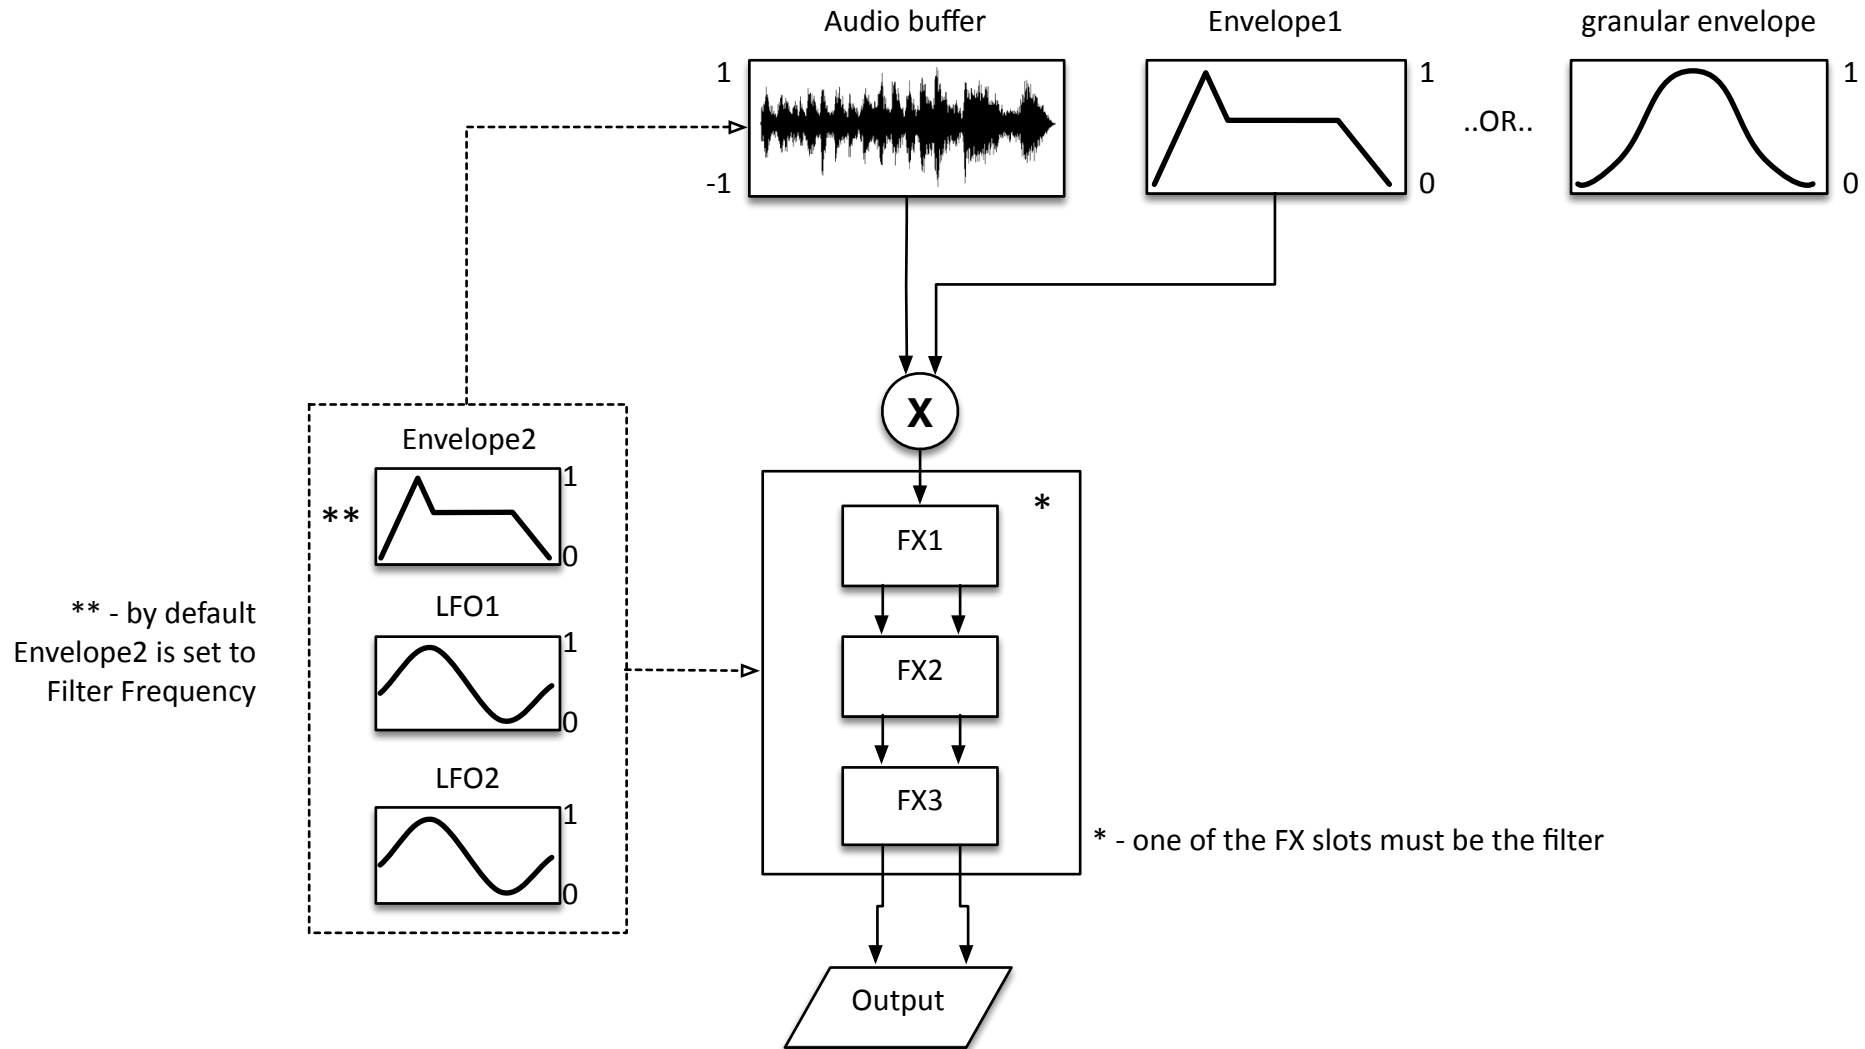 Audio buffer
Envelope1
granular envelope
1
-1
1
0
..OR..
1
0
X
Envelope2
**
1
0
LFO1
1
0
LFO2
1
0
** - by default
Envelope2 is set to
Filter Frequency
*
FX1
FX2
FX3
* - one of the FX slots must be the filter
Output